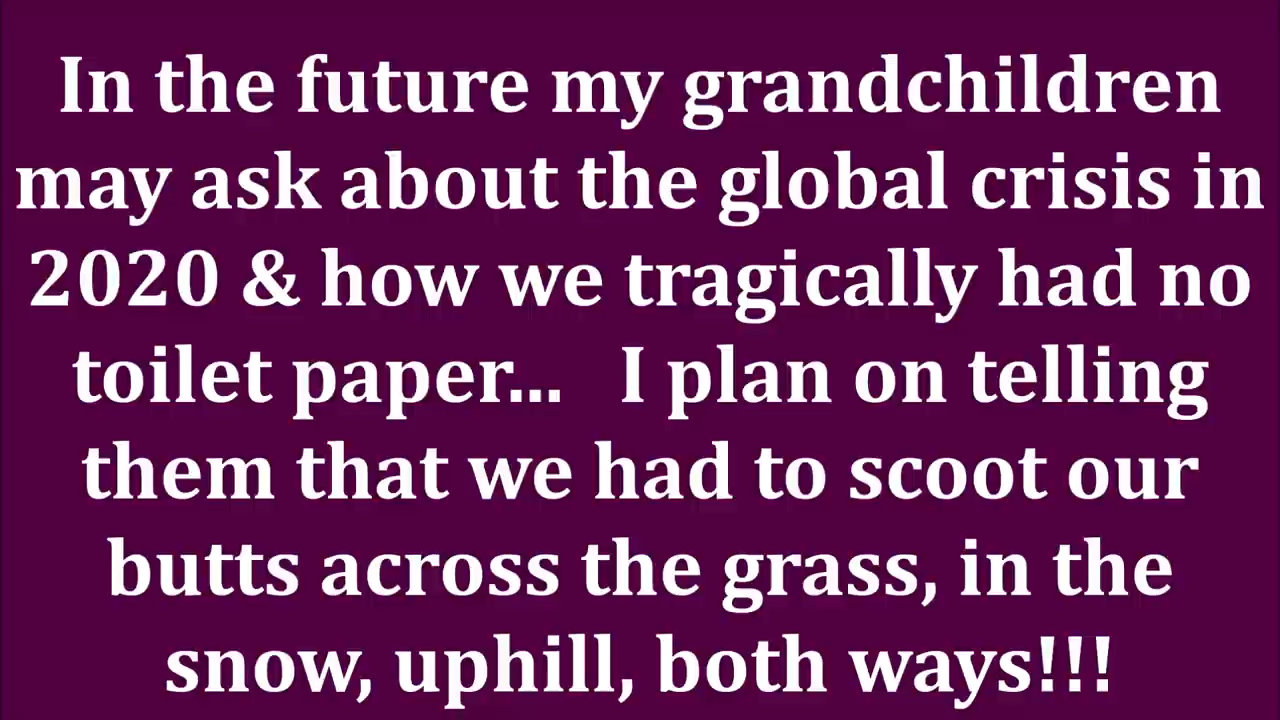 In the future my grandchildren
may ask about the global crisis in
2020 & how we tragically had no
toilet paper...   I plan on telling
them that we had to scoot our
butts across the grass, in the
snow, uphill, both ways!!!